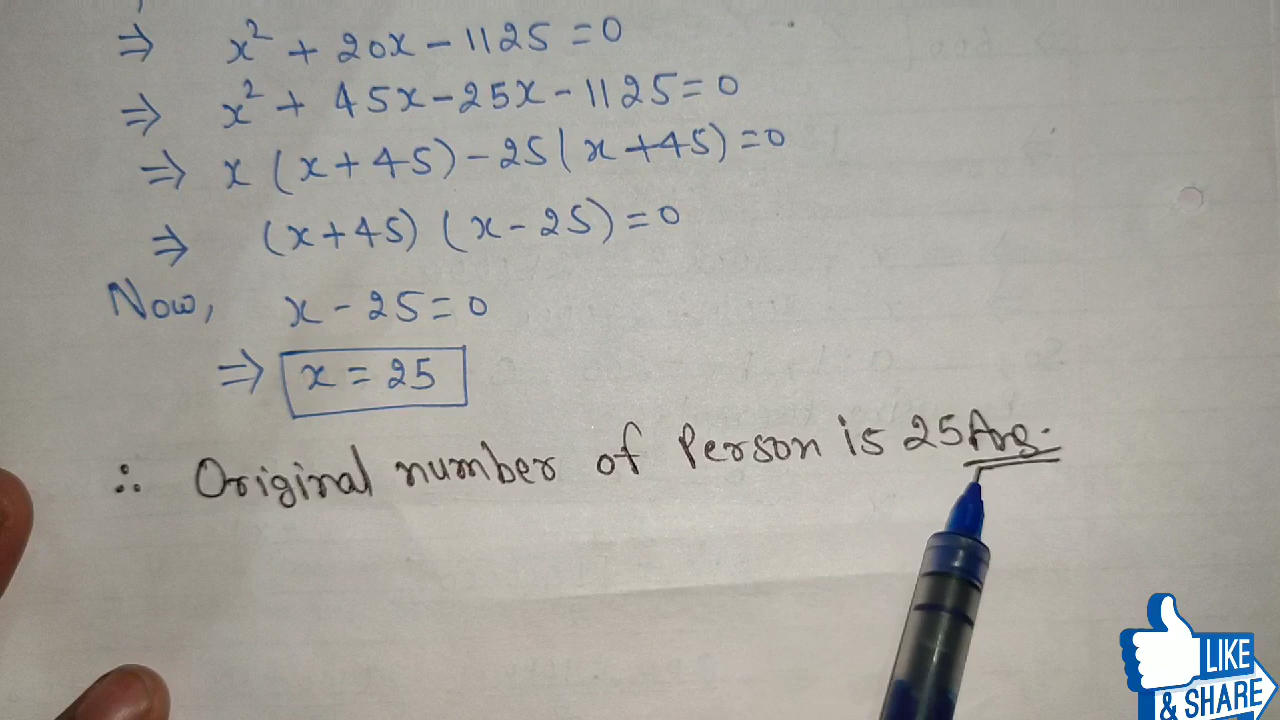 ⇒ x² + 20x - 1125 = 0
⇒ x² + 45x - 25x - 1125 = 0
⇒ x (x + 45) - 25 (x + 45) = 0
⇒ (x + 45) (x - 25) = 0
Now, x - 25 = 0
⇒ x = 25
∴ Original number of Person is 25 Ans.
LIKE
& SHARE